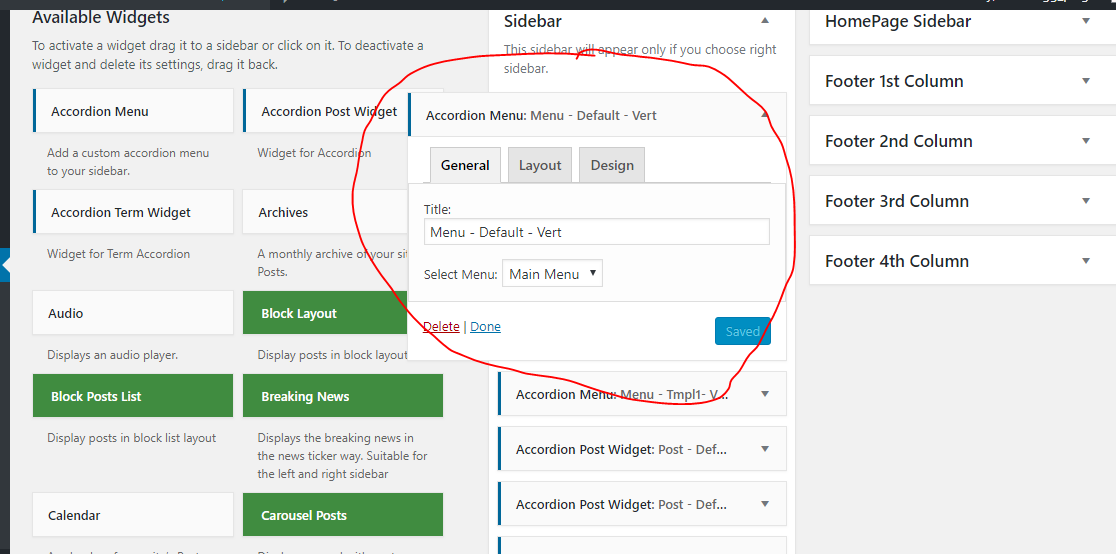 Available Widgets
To activate a widget drag it to a sidebar or click on it. To deactivate a
widget and delete its settings, drag it back.
Accordion Menu
Add a custom accordion menu
to your sidebar.
Accordion Post Widget
Widget for Accordion
Accordion Term Widget
Widget for Term Accordion
Archives
A monthly archive of your sit
Posts.
Audio
Displays an audio player.
Block Layout
Display posts in block layout
Block Posts List
Display posts in block list layout
Breaking News
Displays the breaking news in
the news ticker way. Suitable for
the left and right sidebar
Calendar
Carousel Posts
Sidebar
This sidebar will appear only if you choose right
sidebar.
Accordion Menu: Menu - Default - Vert
General
Layout
Design
Title:
Menu - Default - Vert
Select Menu: Main Menu
Delete | Done
Saved
Accordion Menu: Menu - Tmpl1- V...
Accordion Post Widget: Post - Def...
Accordion Post Widget: Post - Def...
HomePage Sidebar
Footer 1st Column
Footer 2nd Column
Footer 3rd Column
Footer 4th Column